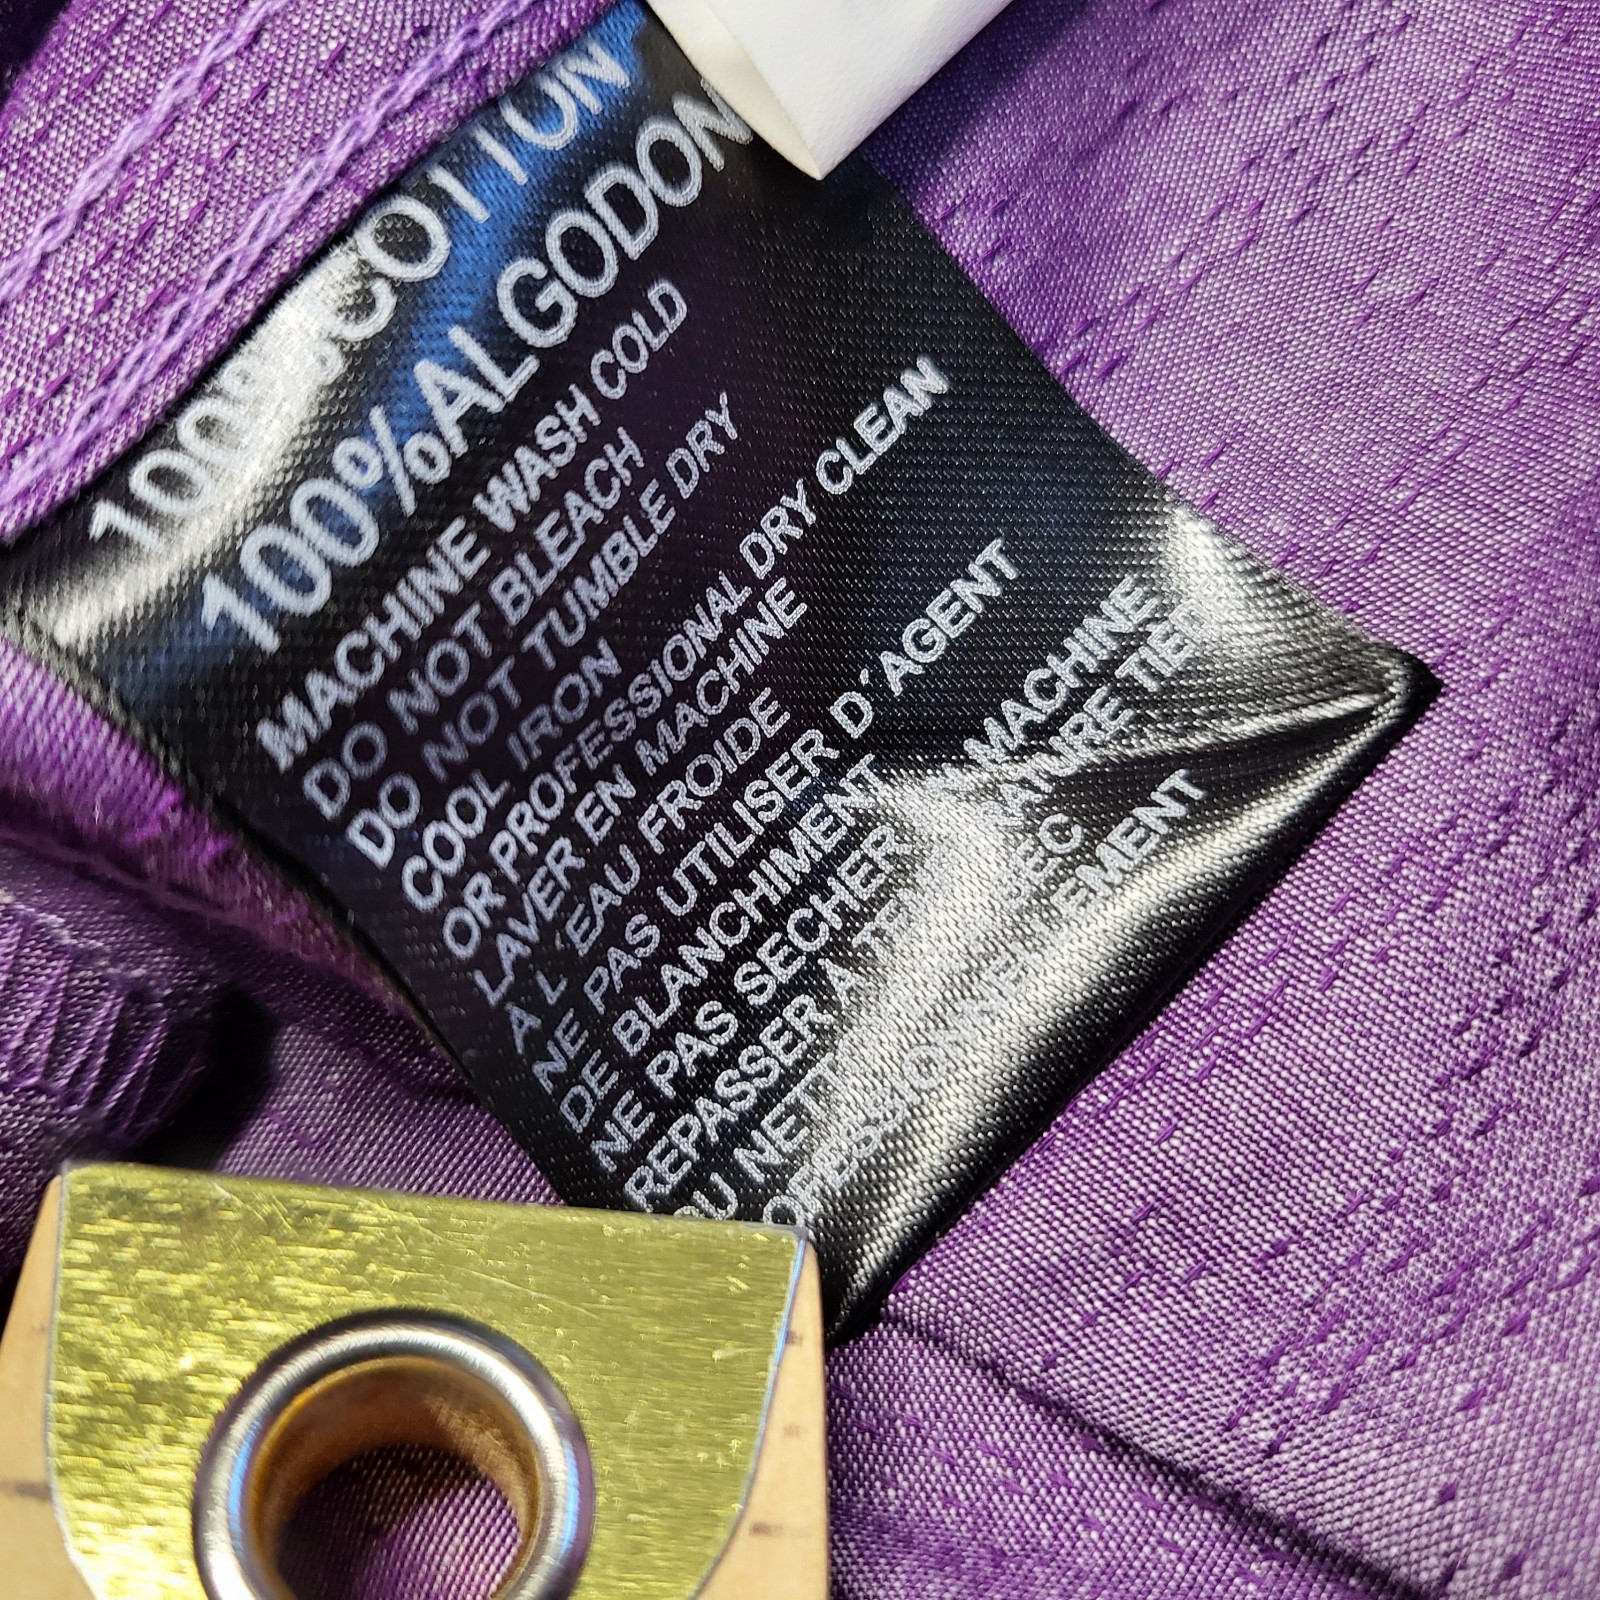 100%COTTON
100%ALGODON
MACHINE WASH COLD
DO NOT BLEACH
DO NOT TUMBLE DRY
COOL IRON
OR PROFESSIONAL DRY CLEAN
LAVER EN MACHINE
À L EAU FROIDE
NE PAS UTILISER D´AGENT
DE BLANCHIMENT
NE PAS SECHER MACHINE
REPASSER À